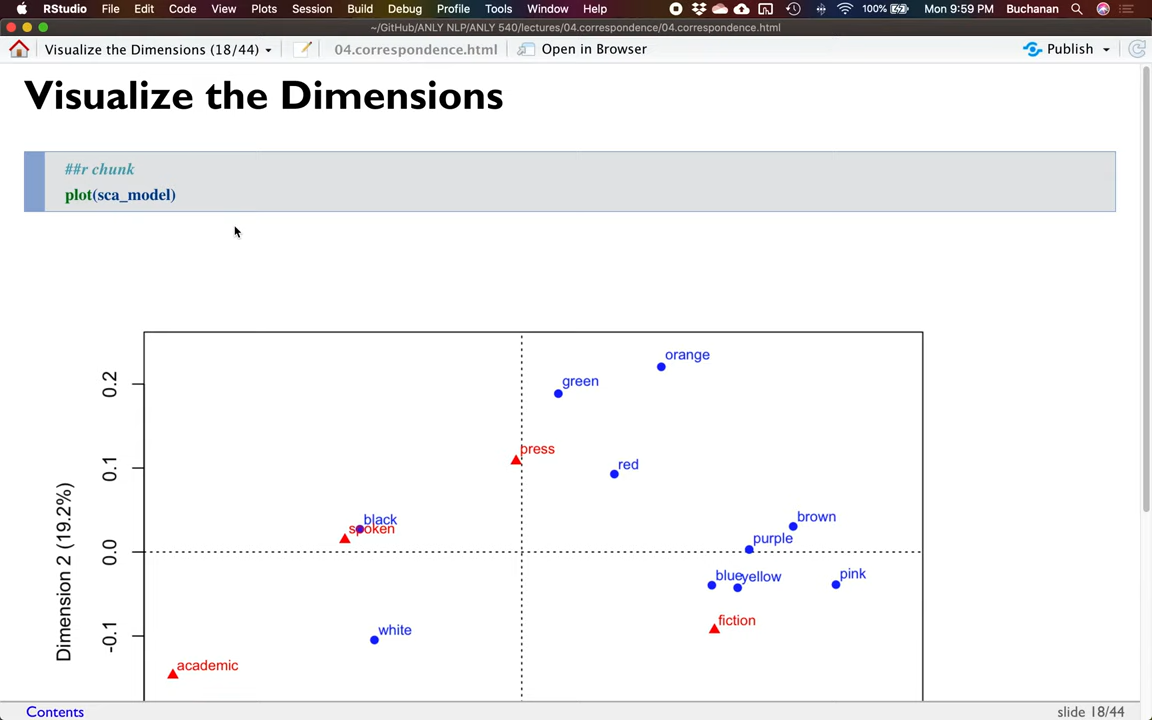 RStudio File Edit Code View Plots Session Build Debug Profile Tools Window Help 100% Mon 9:59 PM Buchanan
~/GitHub/ANLY NLP/ANLY 540/lectures/04.correspondence/04.correspondence.html
Visualize the Dimensions (18/44) 04.correspondence.html Open in Browser Publish
Visualize the Dimensions
##r chunk
plot(sca_model)
orange
green
press
red
black
spoken
brown
purple
blue
yellow
pink
fiction
white
academic
0.2
0.1
0.0
-0.1
Dimension 2 (19.2%)
Contents
slide 18/44